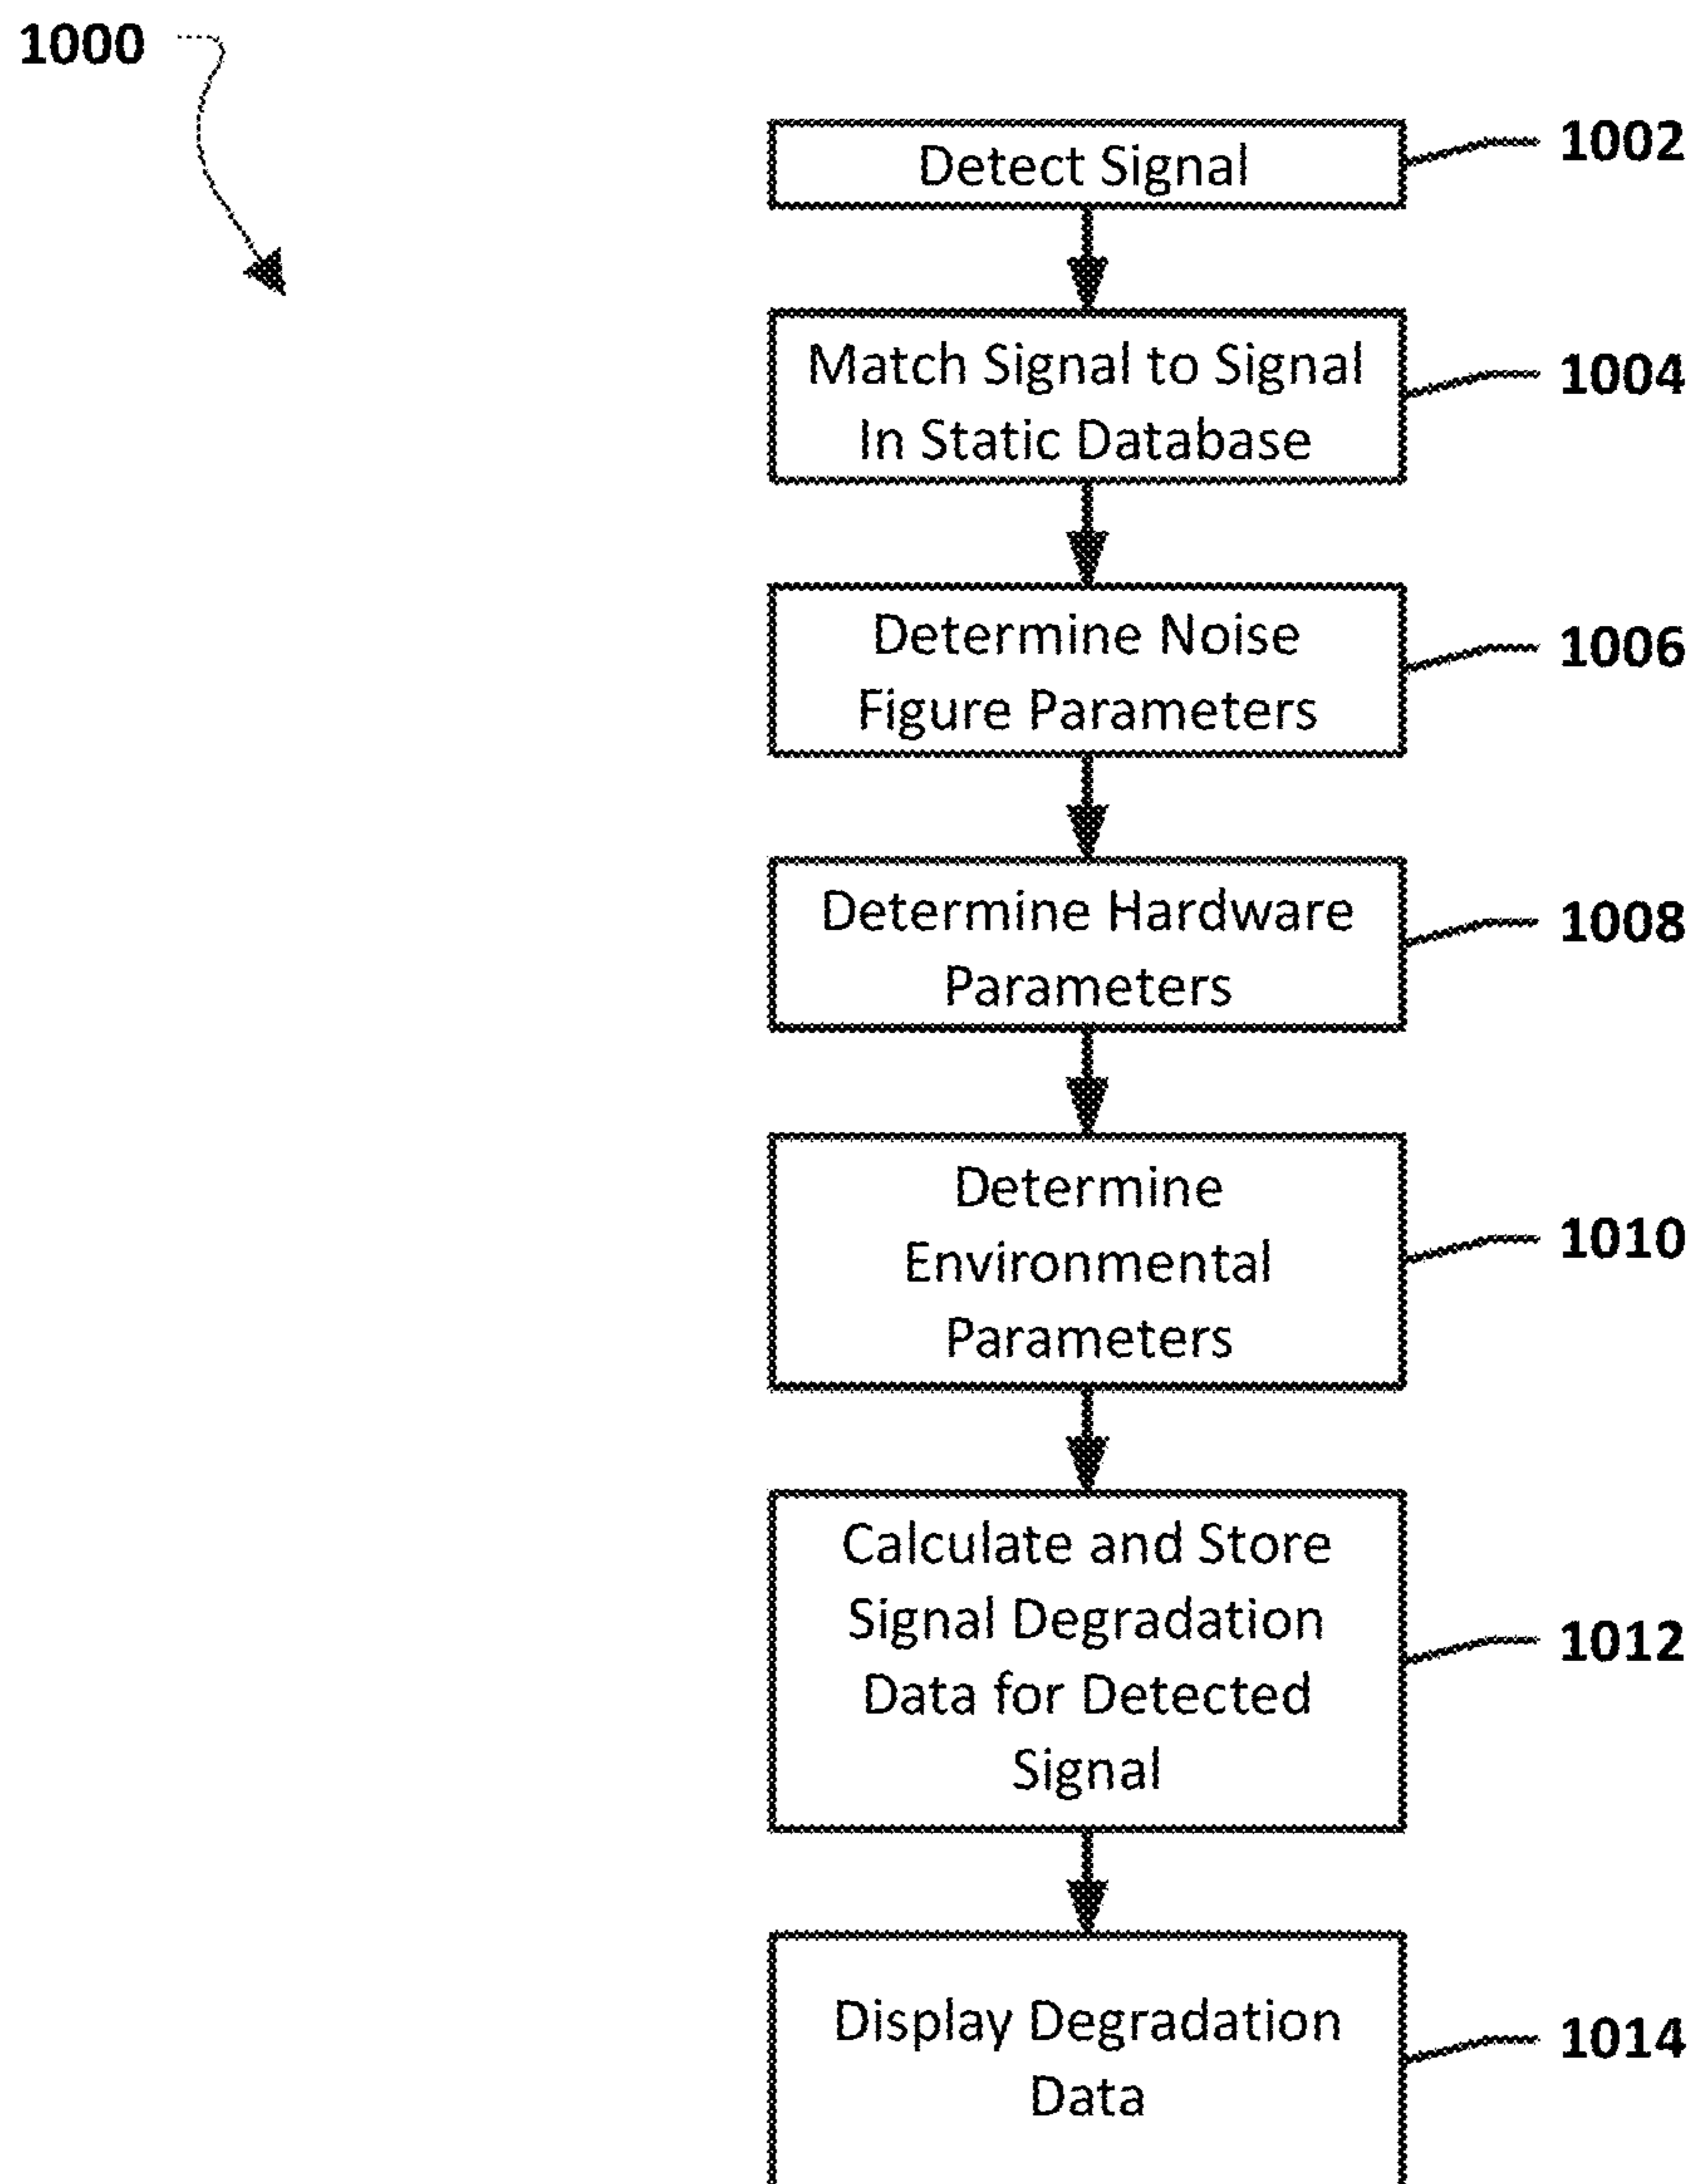 1000
Detect Signal
1002
Match Signal to Signal
In Static Database
1004
Determine Noise
Figure Parameters
1006
Determine Hardware
Parameters
1008
Determine
Environmental
Parameters
1010
Calculate and Store
Signal Degradation
Data for Detected
Signal
1012
Display Degradation
Data
1014